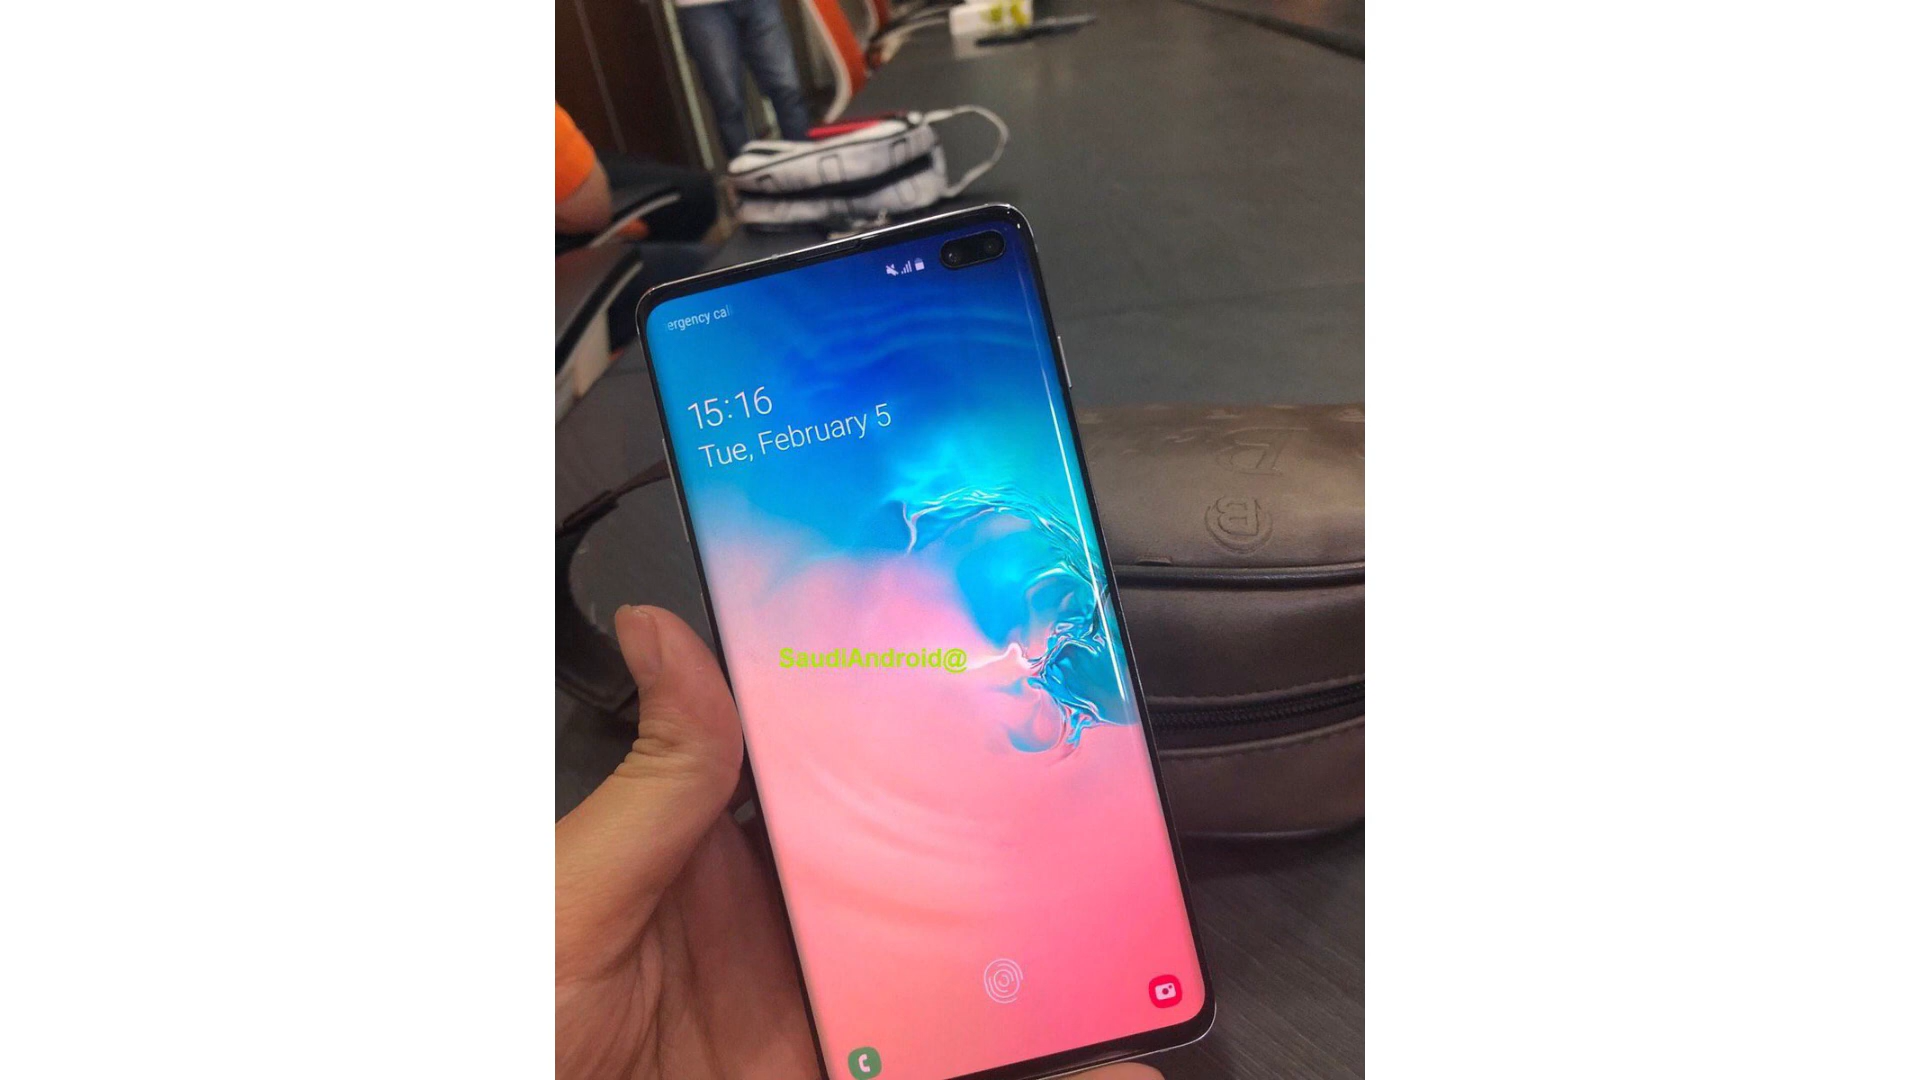 ergency cal
15:16
Tue, February 5
SaudiAndroid@
B